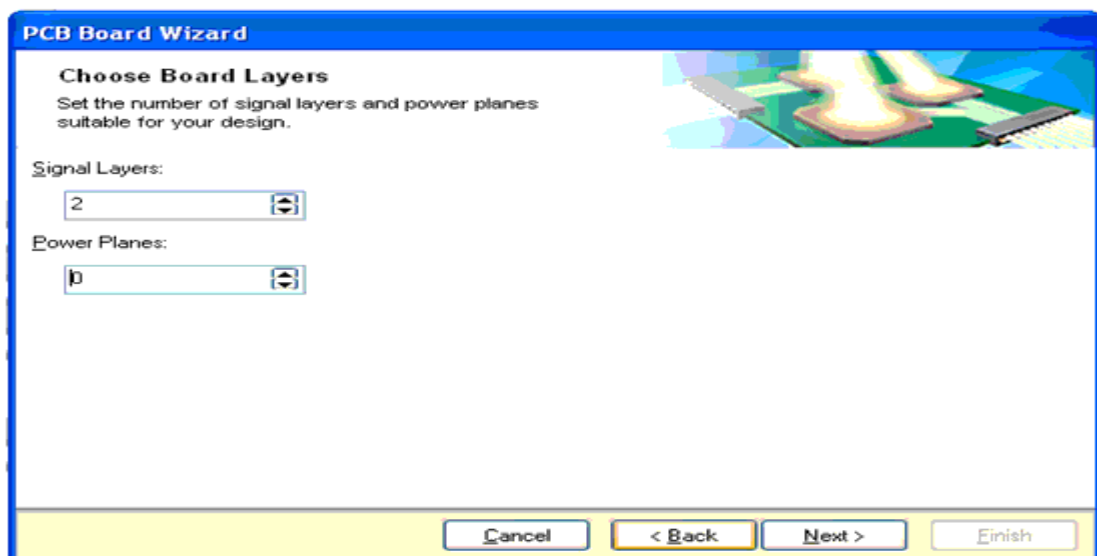 PCB Board Wizard
Choose Board Layers
Set the number of signal layers and power planes
suitable for your design.
Signal Layers:
2
Power Planes:
0
Cancel
< Back
Next >
Finish